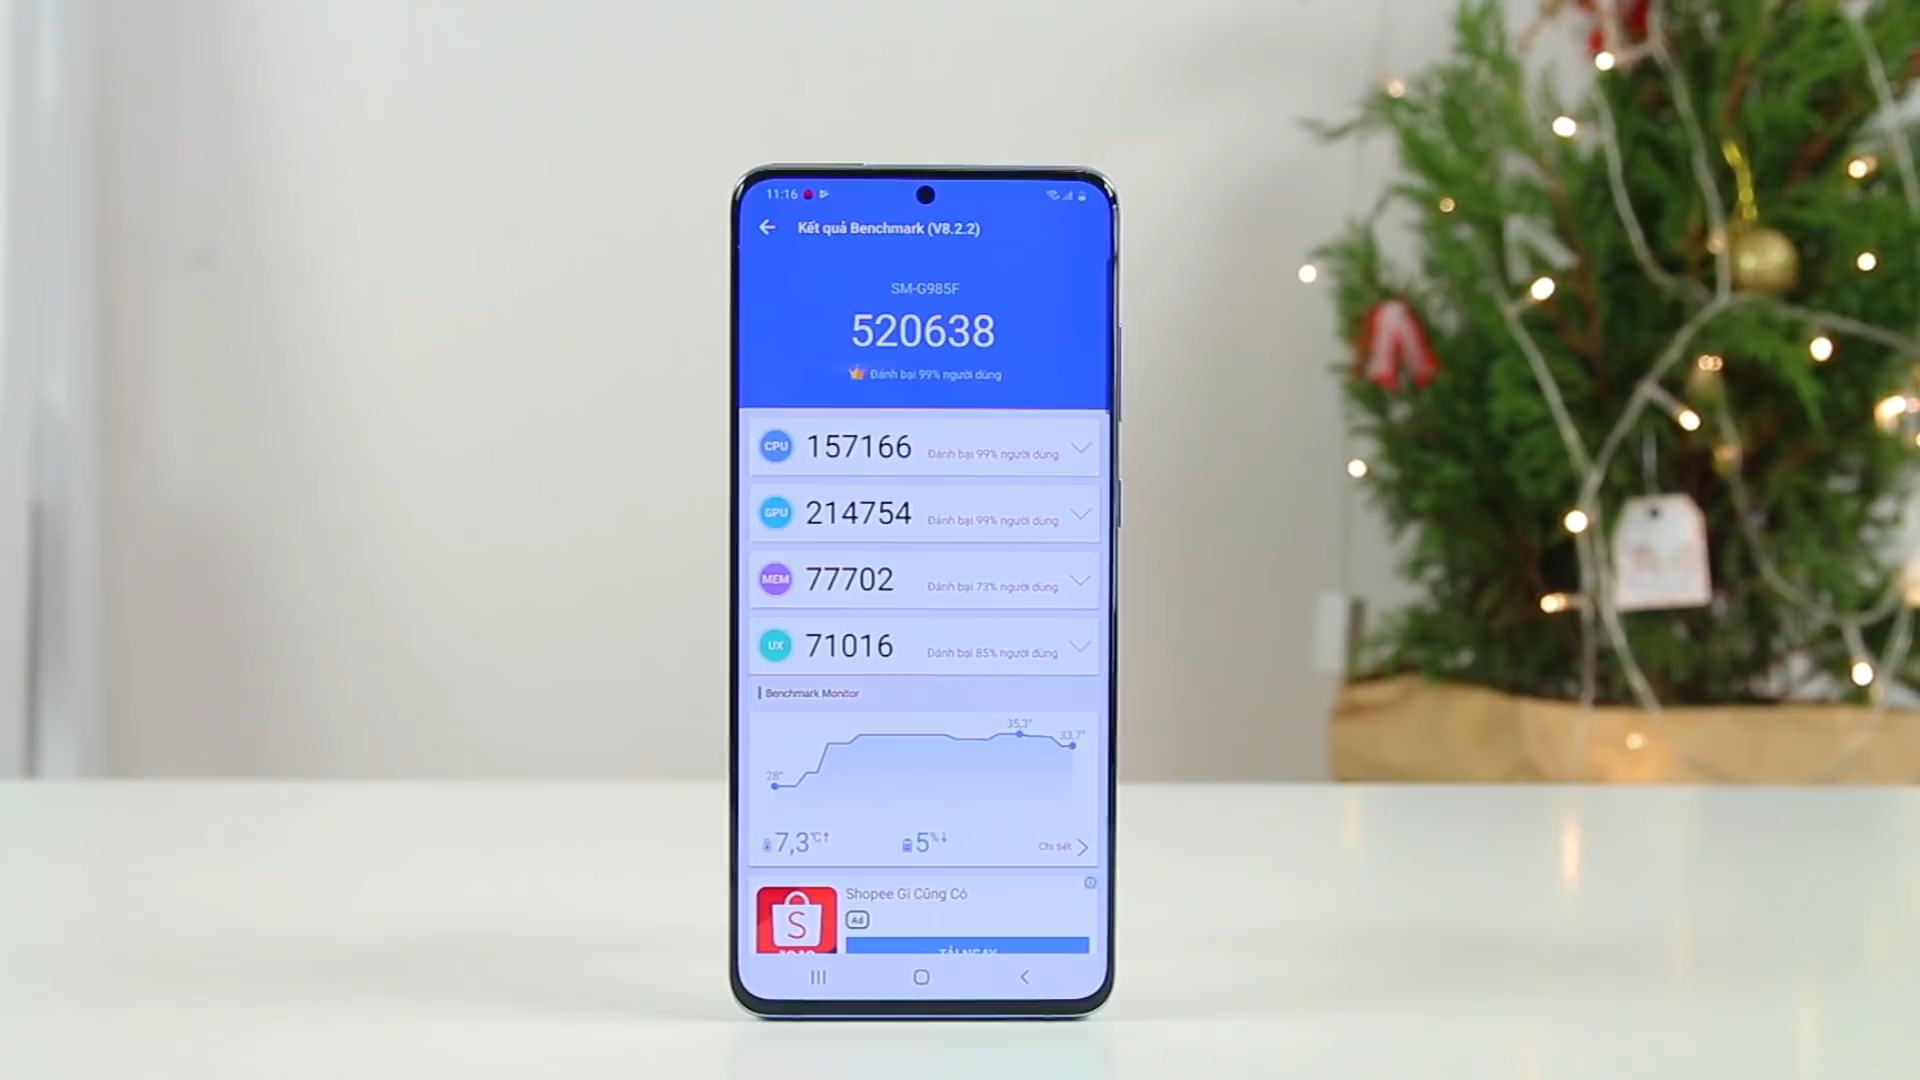 11:16
Kết quả Benchmark (V8.2.2)
SM-G985F
520638
Đánh bại 99% người dùng
CPU 157166 Đánh bại 99% người dùng
GPU 214754 Đánh bại 99% người dùng
MEM 77702 Đánh bại 73% người dùng
UX 71016 Đánh bại 85% người dùng
Benchmark Monitor
35,3°
33,7°
28°
7,3°C↑ 5%↓ Chi tiết
Shopee Gì Cũng Có
Ad
S
TẢI NGAY